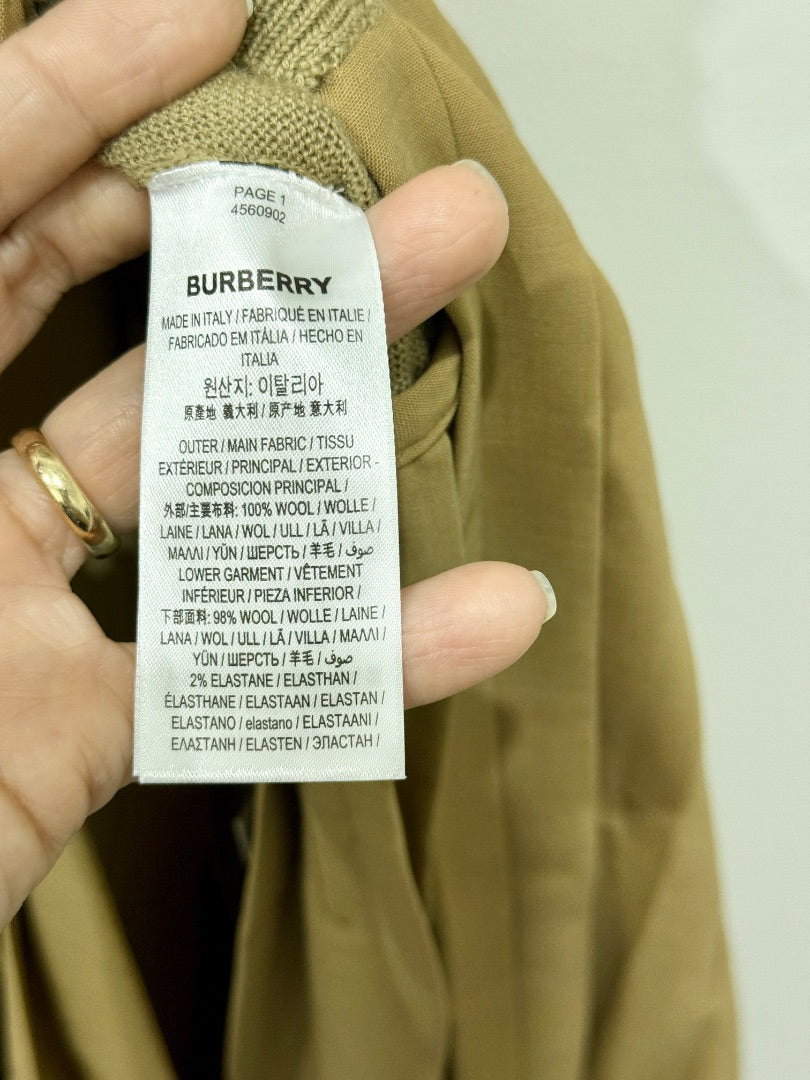 PAGE 1
4560902
BURBERRY
MADE IN ITALY / FABRIQUÉ EN ITALIE /
FABRICADO EM ITÁLIA / HECHO EN
ITALIA
원산지: 이탈리아
原產地 義大利 / 原产地 意大利
OUTER / MAIN FABRIC / TISSU
EXTÉRIEUR / PRINCIPAL / EXTERIOR -
COMPOSICION PRINCIPAL /
外部/主要布料: 100% WOOL / WOLLE /
LAINE / LANA / WOL / ULL / LÃ / VILLA /
ΜΑΛΛΙ / YÜN / ШЕРСТЬ / 羊毛 / صوف /
LOWER GARMENT / VÊTEMENT
INFÉRIEUR / PIEZA INFERIOR /
下部面料: 98% WOOL / WOLLE / LAINE /
LANA / WOL / ULL / LÃ / VILLA / ΜΑΛΛΙ /
YÜN / ШЕРСТЬ / 羊毛 / صوف /
2% ELASTANE / ELASTHAN /
ÉLASTHANE / ELASTAAN / ELASTAN /
ELASTANO / elastano / ELASTAANI /
ΕΛΑΣΤΑΝΗ / ELASTEN / ЭЛАСТАН /